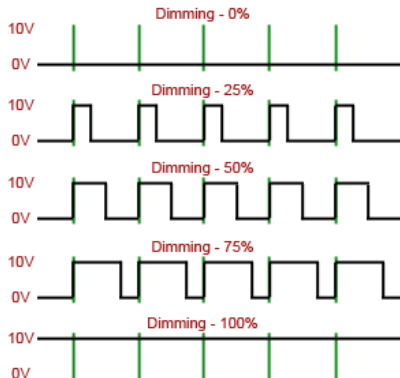 Dimming - 0%
10V
0V
Dimming - 25%
10V
0V
Dimming - 50%
10V
0V
Dimming - 75%
10V
0V
Dimming - 100%
10V
0V